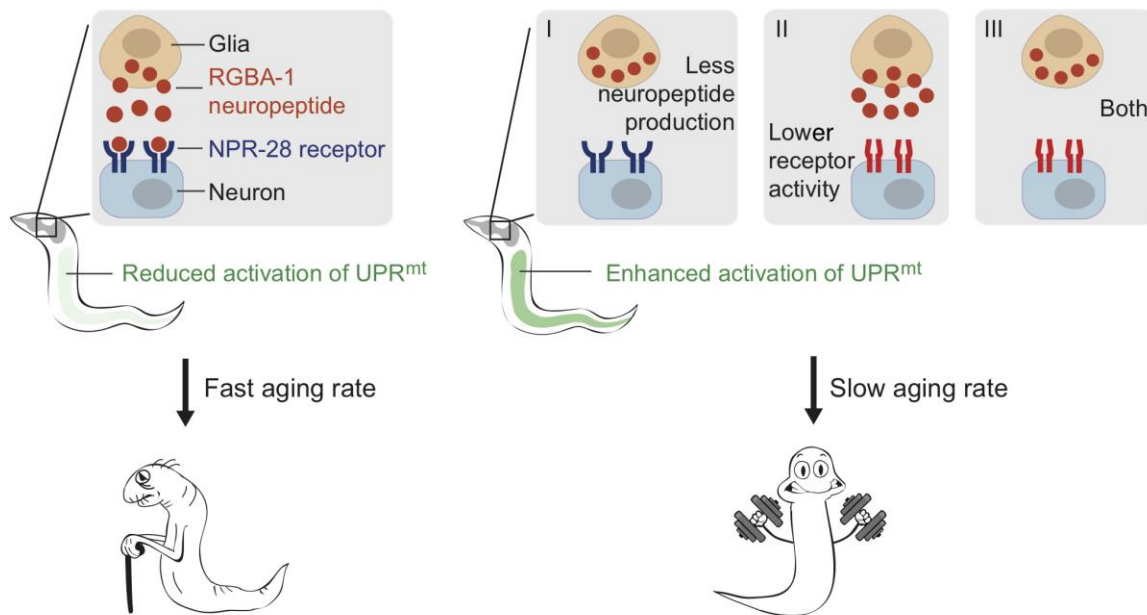 Glia
RGBA-1
neuropeptide
NPR-28 receptor
Neuron
Reduced activation of UPRmt
Fast aging rate
I
Less
neuropeptide
production
II
Lower
receptor
activity
III
Both
Enhanced activation of UPRmt
Slow aging rate